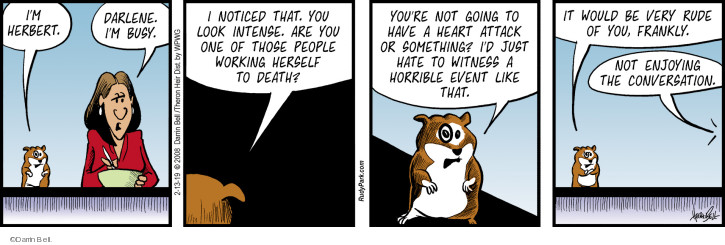 I'M
HERBERT.
DARLENE.
I'M BUSY.
2-13-19 © 2008 Darrin Bell /Theron Heir Dist. by WPWG
I NOTICED THAT. YOU
LOOK INTENSE. ARE YOU
ONE OF THOSE PEOPLE
WORKING HERSELF
TO DEATH?
RudyPark.com
YOU'RE NOT GOING TO
HAVE A HEART ATTACK
OR SOMETHING? I'D JUST
HATE TO WITNESS A
HORRIBLE EVENT LIKE
THAT.
IT WOULD BE VERY RUDE
OF YOU, FRANKLY.
NOT ENJOYING
THE CONVERSATION.
©Darrin Bell.